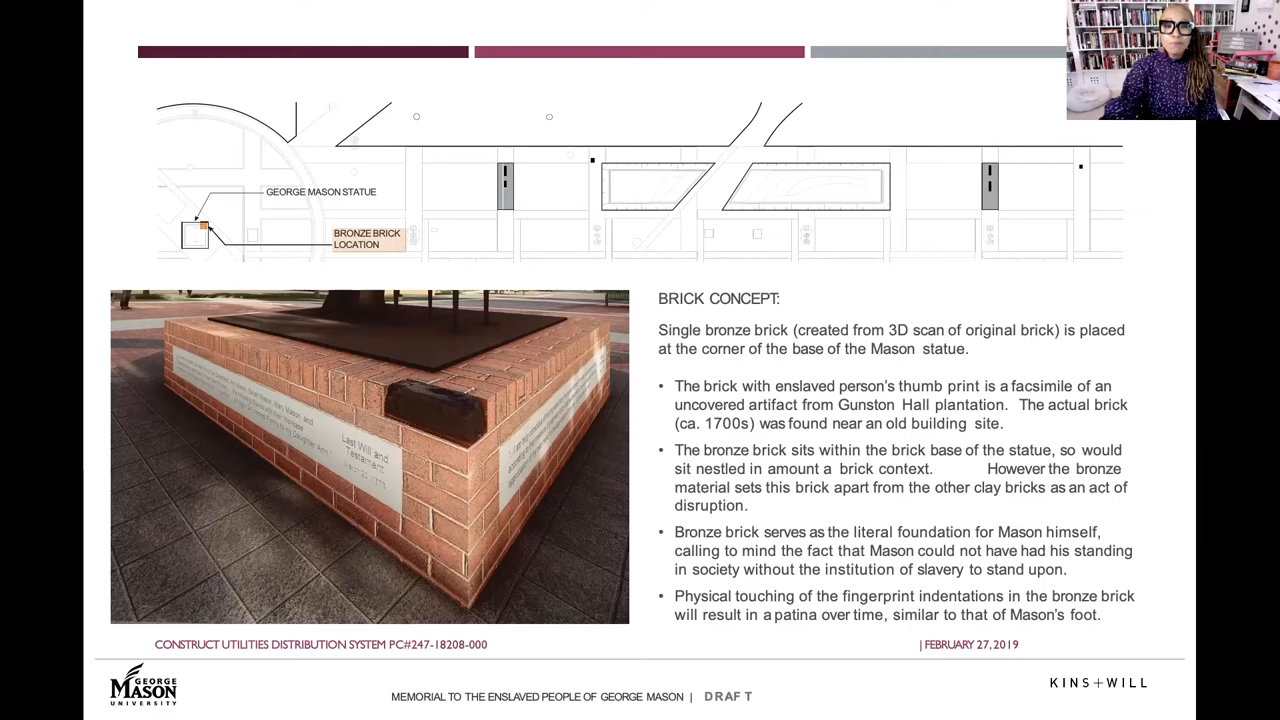 GEORGE MASON STATUE
BRONZE BRICK
LOCATION
Last Will and
Testament
BRICK CONCEPT:
Single bronze brick (created from 3D scan of original brick) is placed
at the corner of the base of the Mason statue.
• The brick with enslaved person's thumb print is a facsimile of an
uncovered artifact from Gunston Hall plantation. The actual brick
(ca. 1700s) was found near an old building site.
• The bronze brick sits within the brick base of the statue, so would
sit nestled in amount a brick context. However the bronze
material sets this brick apart from the other clay bricks as an act of
disruption.
• Bronze brick serves as the literal foundation for Mason himself,
calling to mind the fact that Mason could not have had his standing
in society without the institution of slavery to stand upon.
• Physical touching of the fingerprint indentations in the bronze brick
will result in a patina over time, similar to that of Mason's foot.
CONSTRUCT UTILITIES DISTRIBUTION SYSTEM PC#247-18208-000
| FEBRUARY 27, 2019
GEORGE
MASON
UNIVERSITY
MEMORIAL TO THE ENSLAVED PEOPLE OF GEORGE MASON | DRAFT
KINS+WILL